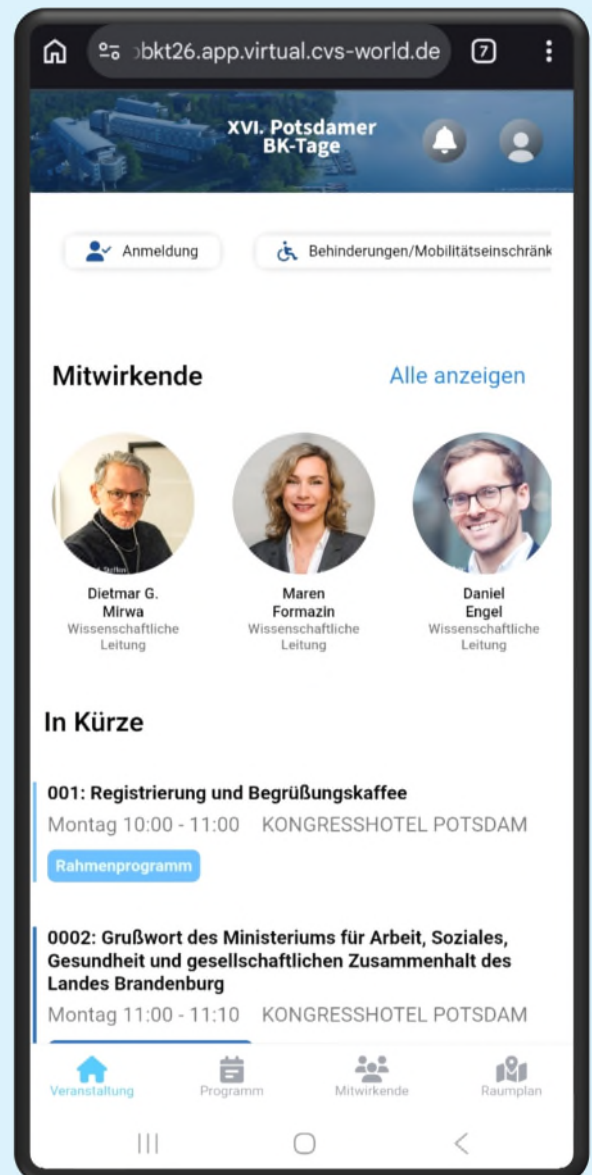 bkt26.app.virtual.cvs-world.de
7
XVI. Potsdamer
BK-Tage
Anmeldung
Behinderungen/Mobilitätseinschränk
Mitwirkende
Alle anzeigen
Dietmar G.
Mirwa
Wissenschaftliche
Leitung
Maren
Formazin
Wissenschaftliche
Leitung
Daniel
Engel
Wissenschaftliche
Leitung
In Kürze
001: Registrierung und Begrüßungskaffee
Montag 10:00 - 11:00 KONGRESSHOTEL POTSDAM
Rahmenprogramm
0002: Grußwort des Ministeriums für Arbeit, Soziales,
Gesundheit und gesellschaftlichen Zusammenhalt des
Landes Brandenburg
Montag 11:00 - 11:10 KONGRESSHOTEL POTSDAM
Veranstaltung
Programm
Mitwirkende
Raumplan